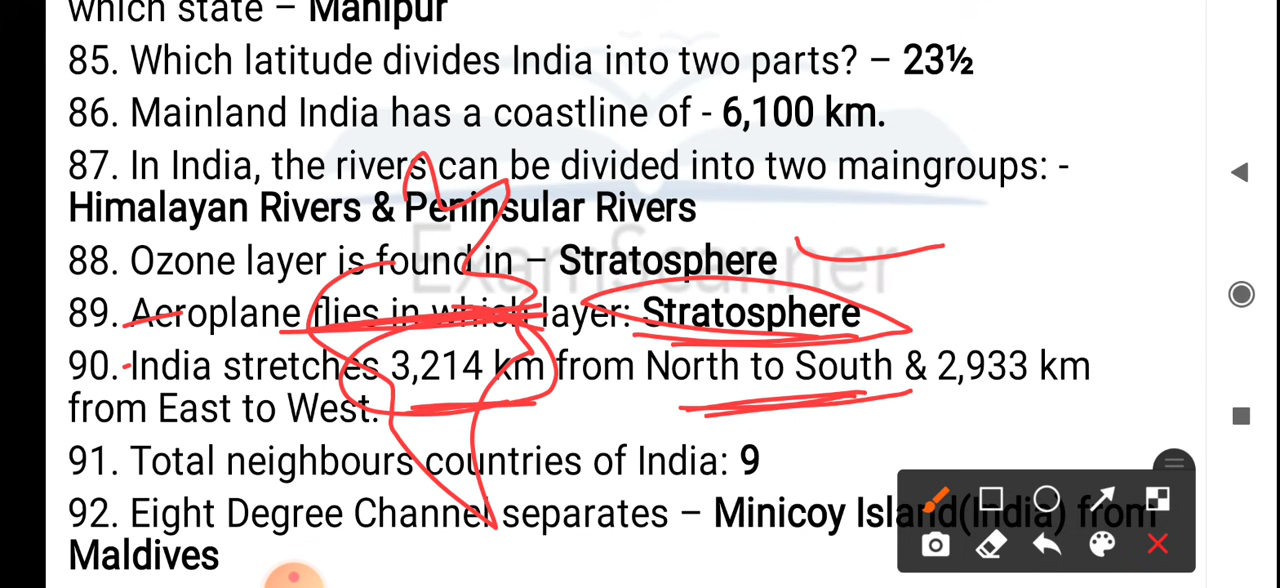 which state – Manipur
85. Which latitude divides India into two parts? – 23½
86. Mainland India has a coastline of - 6,100 km.
87. In India, the rivers can be divided into two maingroups: -
Himalayan Rivers & Peninsular Rivers
ExamScanner
88. Ozone layer is found in – Stratosphere
89. Aeroplane flies in which layer: Stratosphere
90. India stretches 3,214 km from North to South & 2,933 km
from East to West.
91. Total neighbours countries of India: 9
92. Eight Degree Channel separates – Minicoy Island(India) from
Maldives